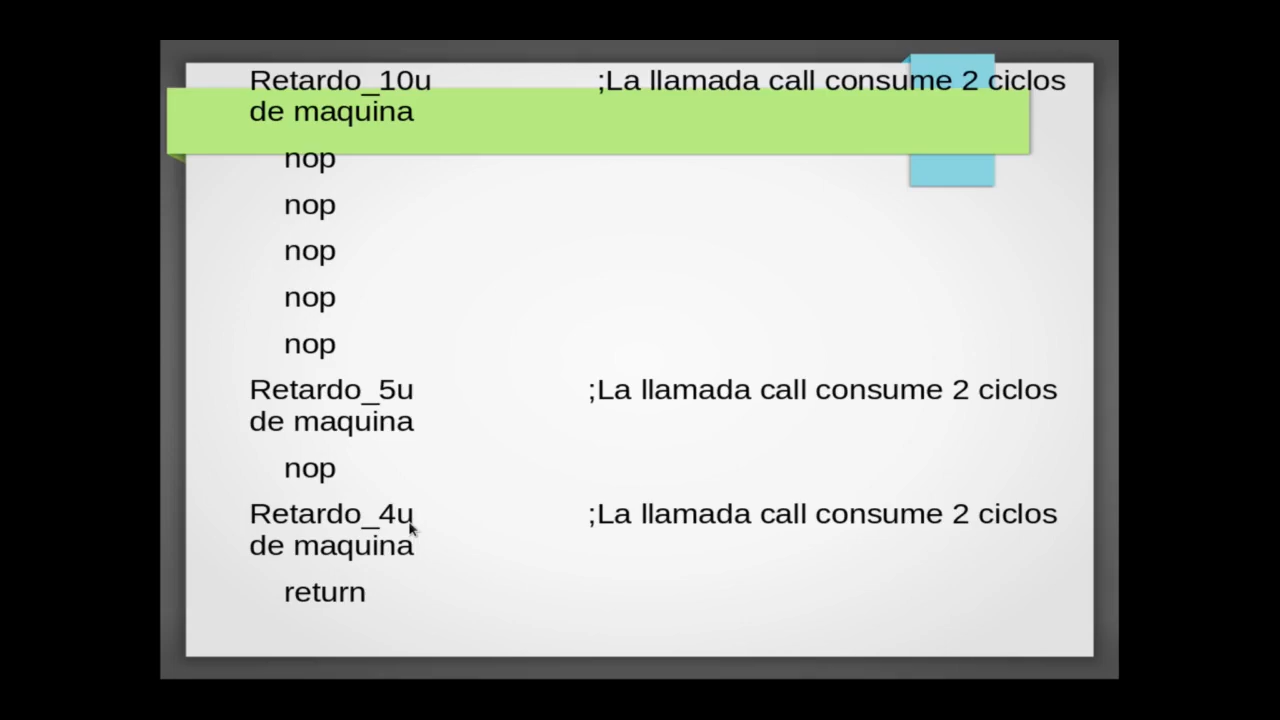 Retardo_10u ;La llamada call consume 2 ciclos
de maquina
nop
nop
nop
nop
nop
Retardo_5u ;La llamada call consume 2 ciclos
de maquina
nop
Retardo_4u ;La llamada call consume 2 ciclos
de maquina
return